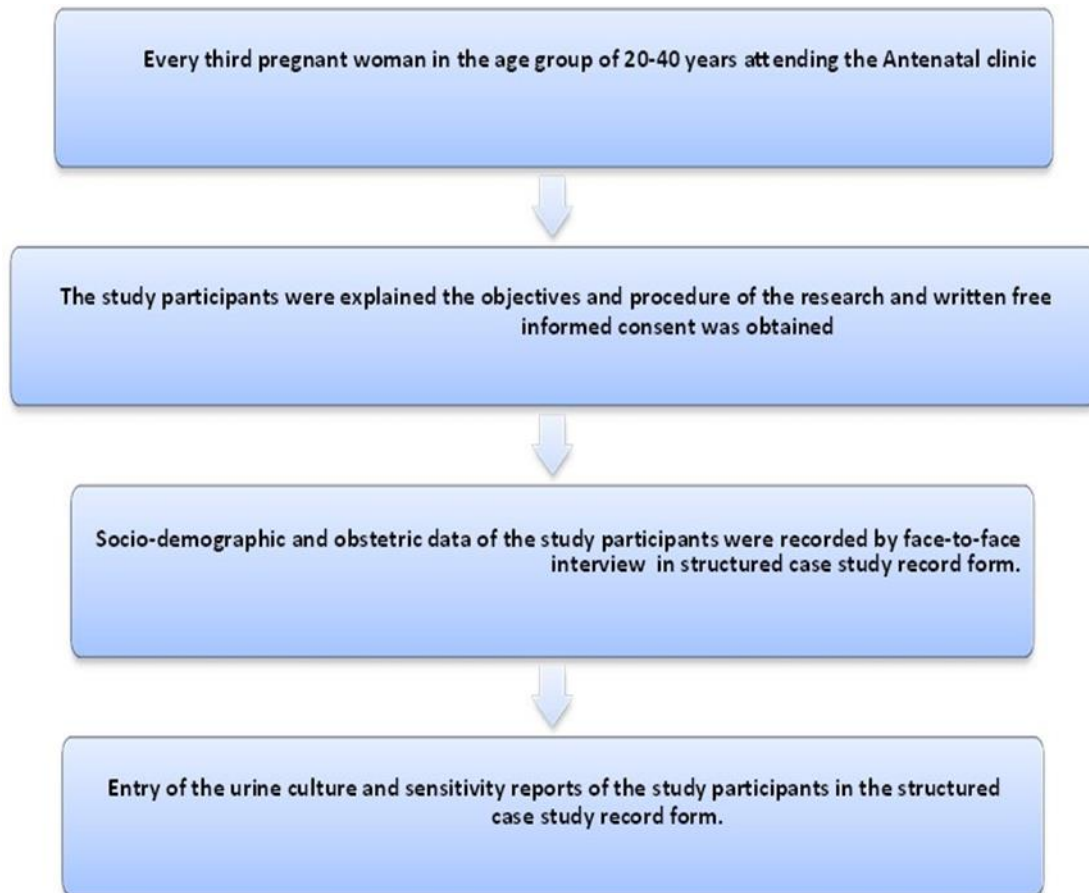 Every third pregnant woman in the age group of 20-40 years attending the Antenatal clinic
The study participants were explained the objectives and procedure of the research and written free
informed consent was obtained
Socio-demographic and obstetric data of the study participants were recorded by face-to-face
interview in structured case study record form.
Entry of the urine culture and sensitivity reports of the study participants in the structured
case study record form.